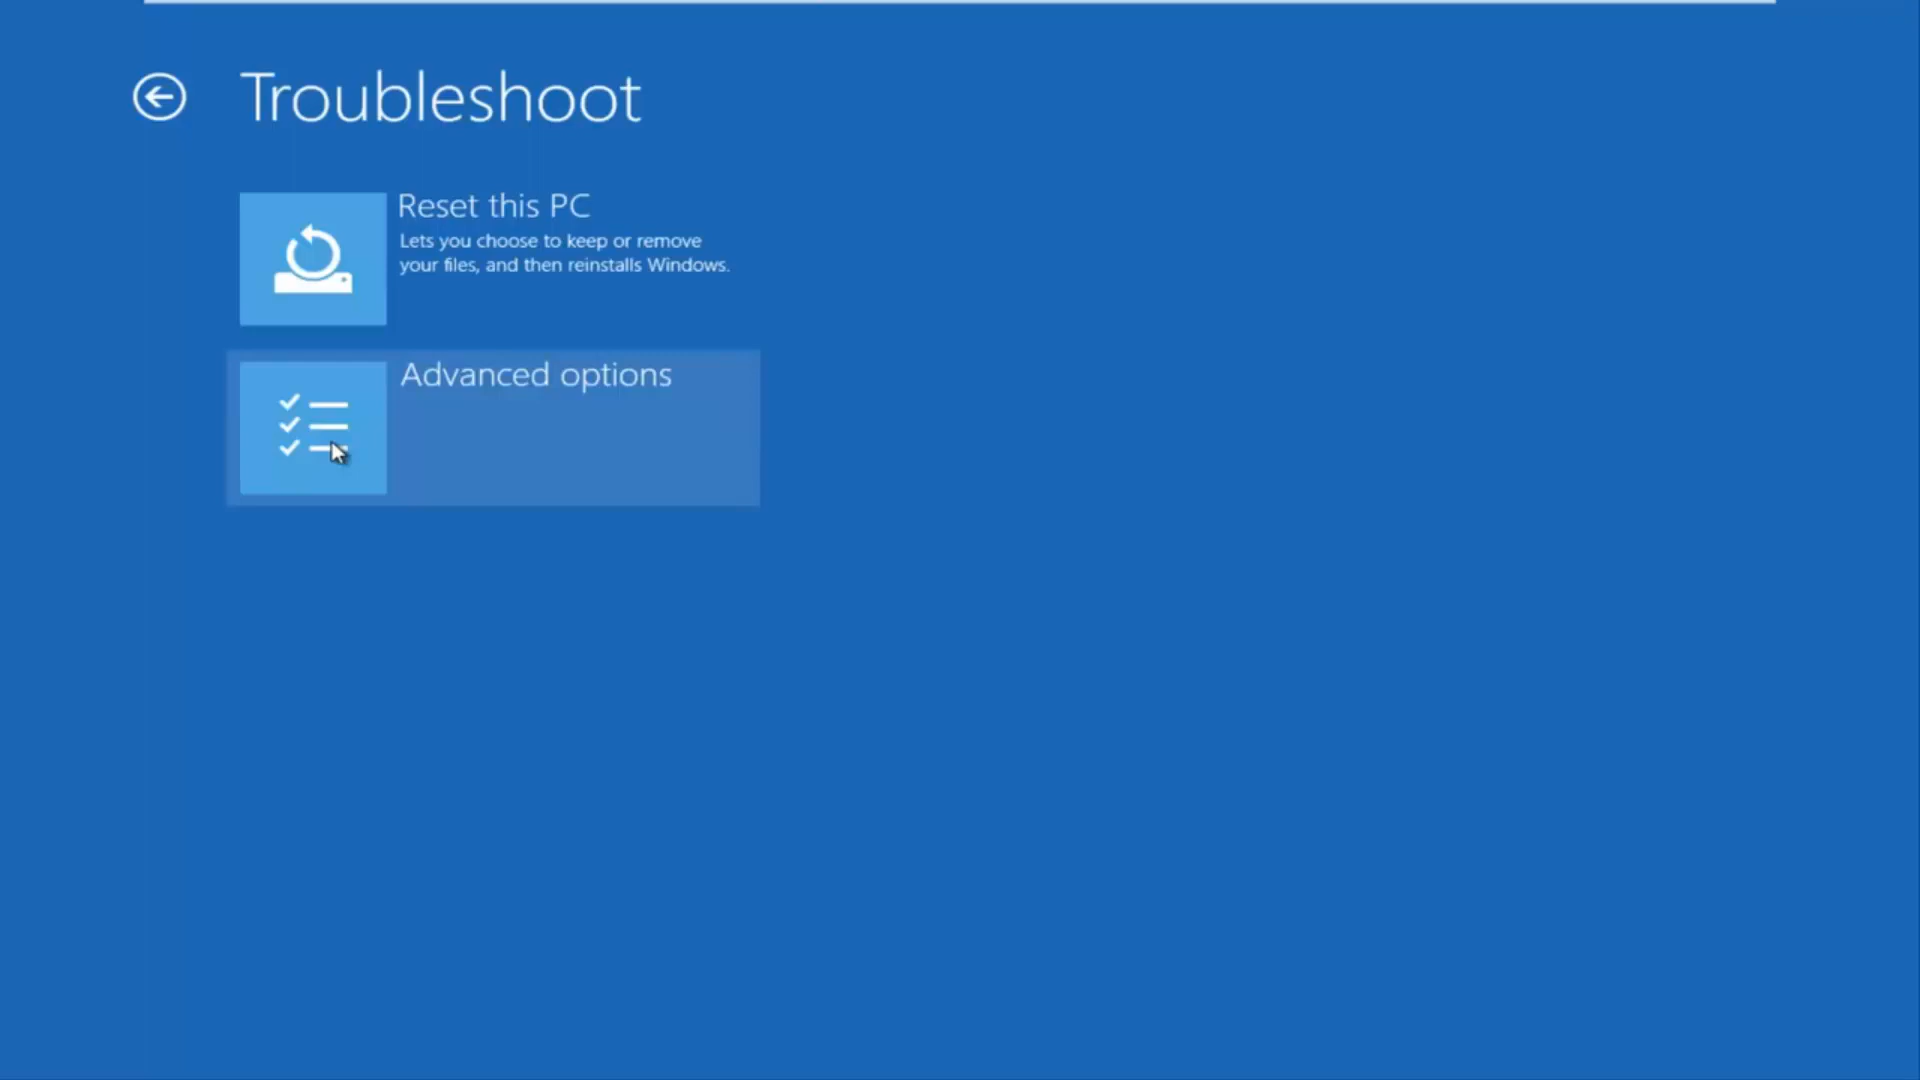 Troubleshoot
Reset this PC
Lets you choose to keep or remove
your files, and then reinstalls Windows.
Advanced options